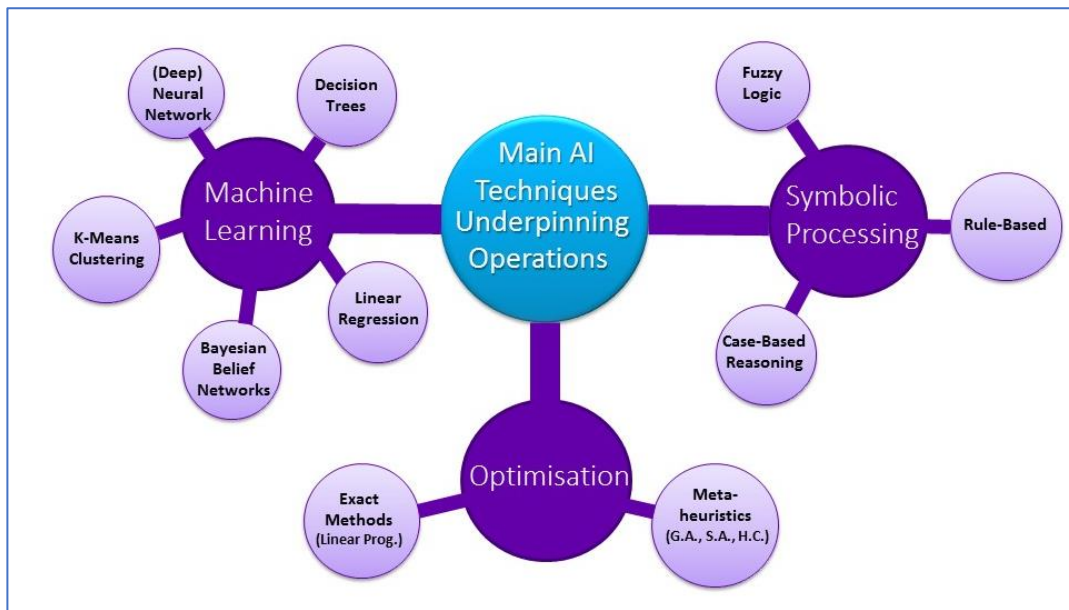 Main AI
Techniques
Underpinning
Operations
Machine
Learning
(Deep)
Neural
Network
Decision
Trees
K-Means
Clustering
Linear
Regression
Bayesian
Belief
Networks
Symbolic
Processing
Fuzzy
Logic
Rule-Based
Case-Based
Reasoning
Optimisation
Exact
Methods
(Linear Prog.)
Meta-
heuristics
(G.A., S.A., H.C.)